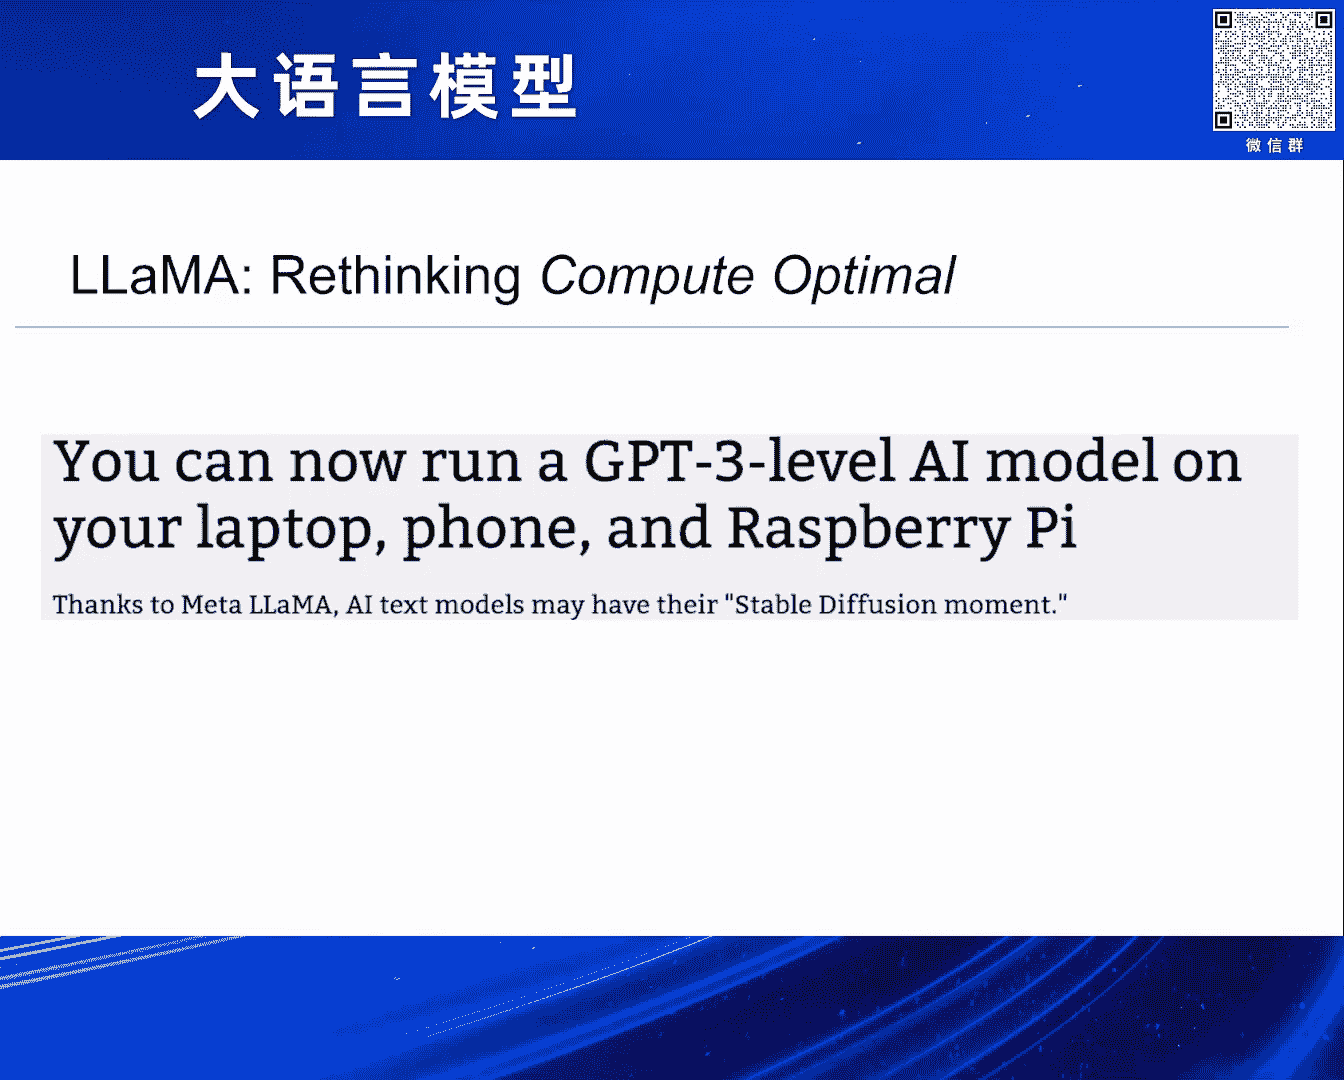 大语言模型
微信群
LLaMA: Rethinking Compute Optimal
You can now run a GPT-3-level AI model on
your laptop, phone, and Raspberry Pi
Thanks to Meta LLaMA, AI text models may have their "Stable Diffusion moment."